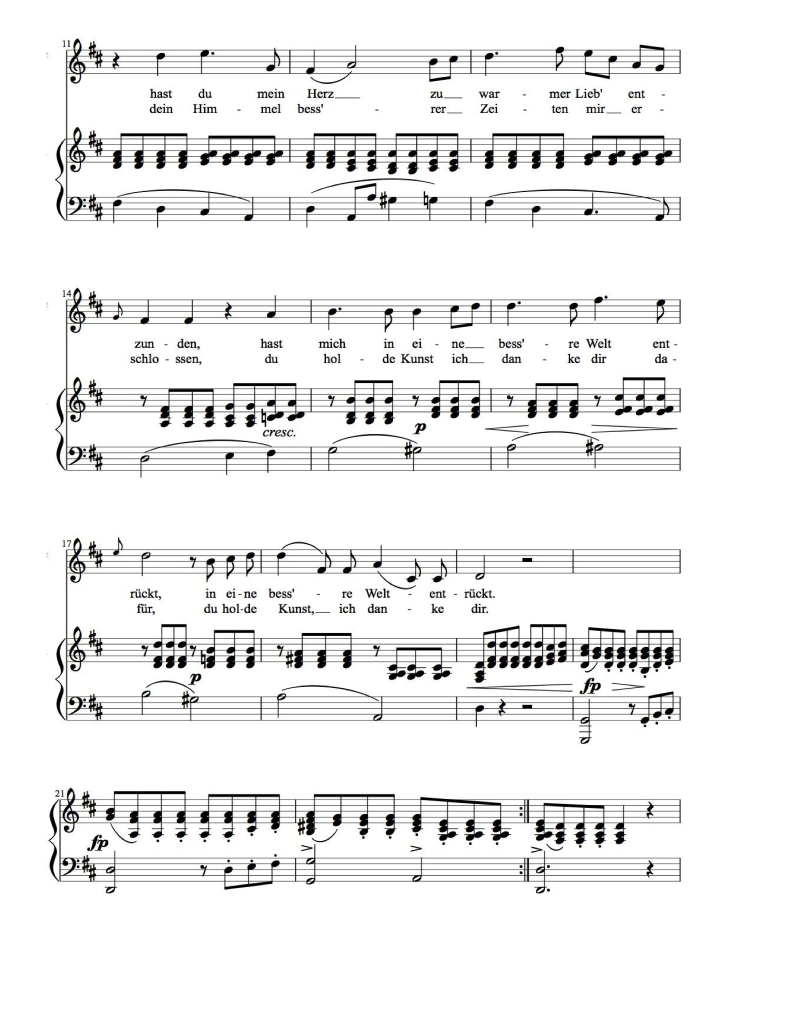 11
hast du mein Herz___ zu___ war - mer Lieb' ent -
dein Him - mel bess' - rer___ Zei - ten mir___ er -
14
zun - den, hast mich in ei - ne___ bess' - re Welt ent -
schlo - ssen, du hol - de Kunst ich___ dan - ke dir da -
cresc.
p
17
rückt, in ei - ne bess' - re Welt - ent - rückt.
für, du hol - de Kunst,___ ich dan - ke dir.
p
fp
21
fp